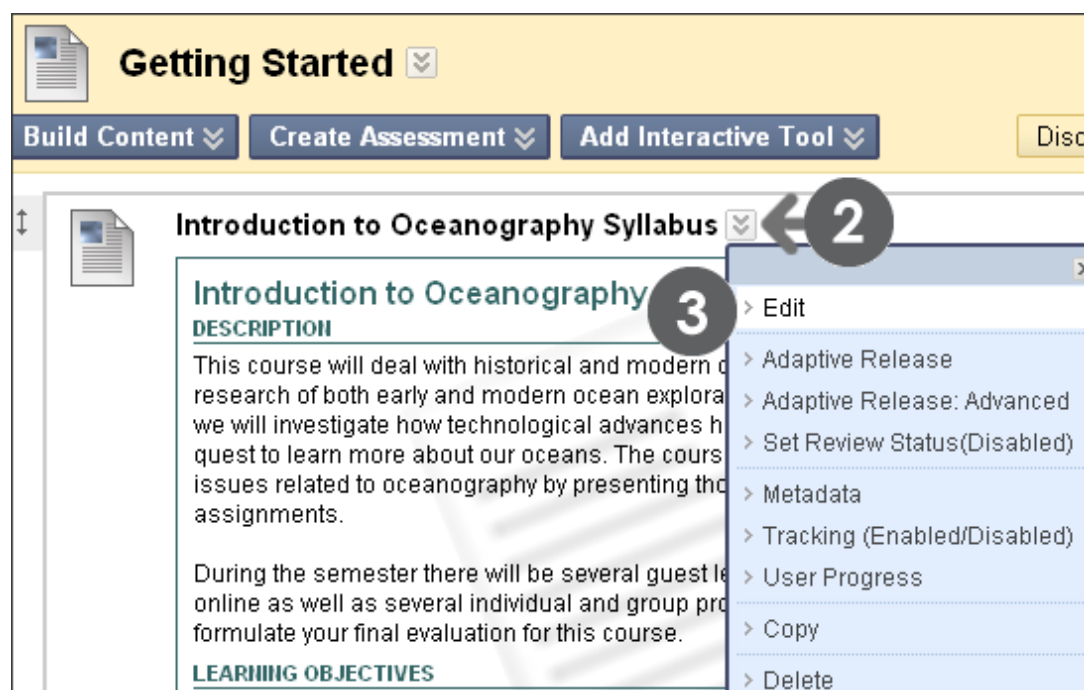 Getting Started
Build Content
Create Assessment
Add Interactive Tool
Introduction to Oceanography Syllabus
2
Introduction to Oceanography
3
DESCRIPTION
This course will deal with historical and modern
research of both early and modern ocean
we will investigate how technological advances
quest to learn more about our oceans. The
issues related to oceanography by presenting
assignments.
During the semester there will be several guest
online as well as several individual and group
formulate your final evaluation for this course.
LEARNING OBJECTIVES
Edit
Adaptive Release
Adaptive Release: Advanced
Set Review Status(Disabled)
Metadata
Tracking (Enabled/Disabled)
User Progress
Copy
Delete